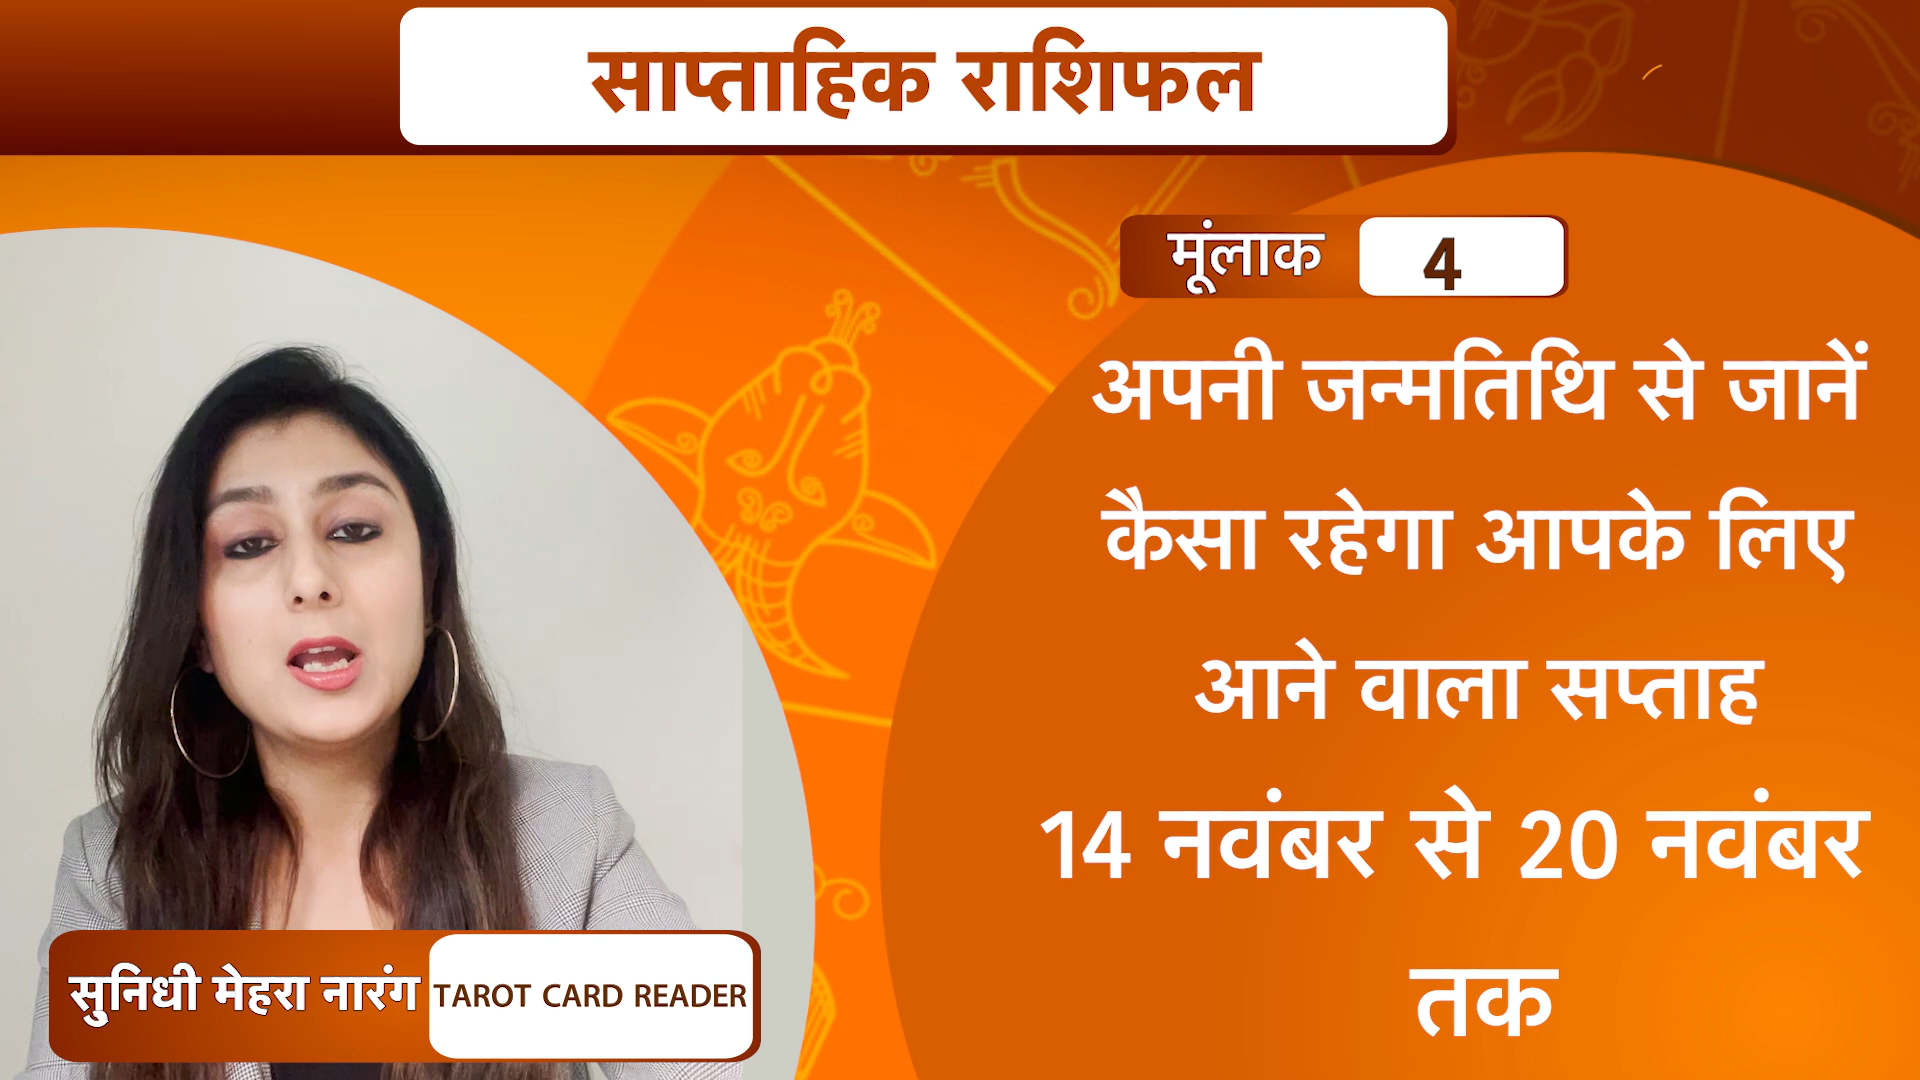 साप्ताहिक राशिफल
मूंलाक 4
अपनी जन्मतिथि से जानें
कैसा रहेगा आपके लिए
आने वाला सप्ताह
14 नवंबर से 20 नवंबर
तक
सुनिधी मेहरा नारंग TAROT CARD READER